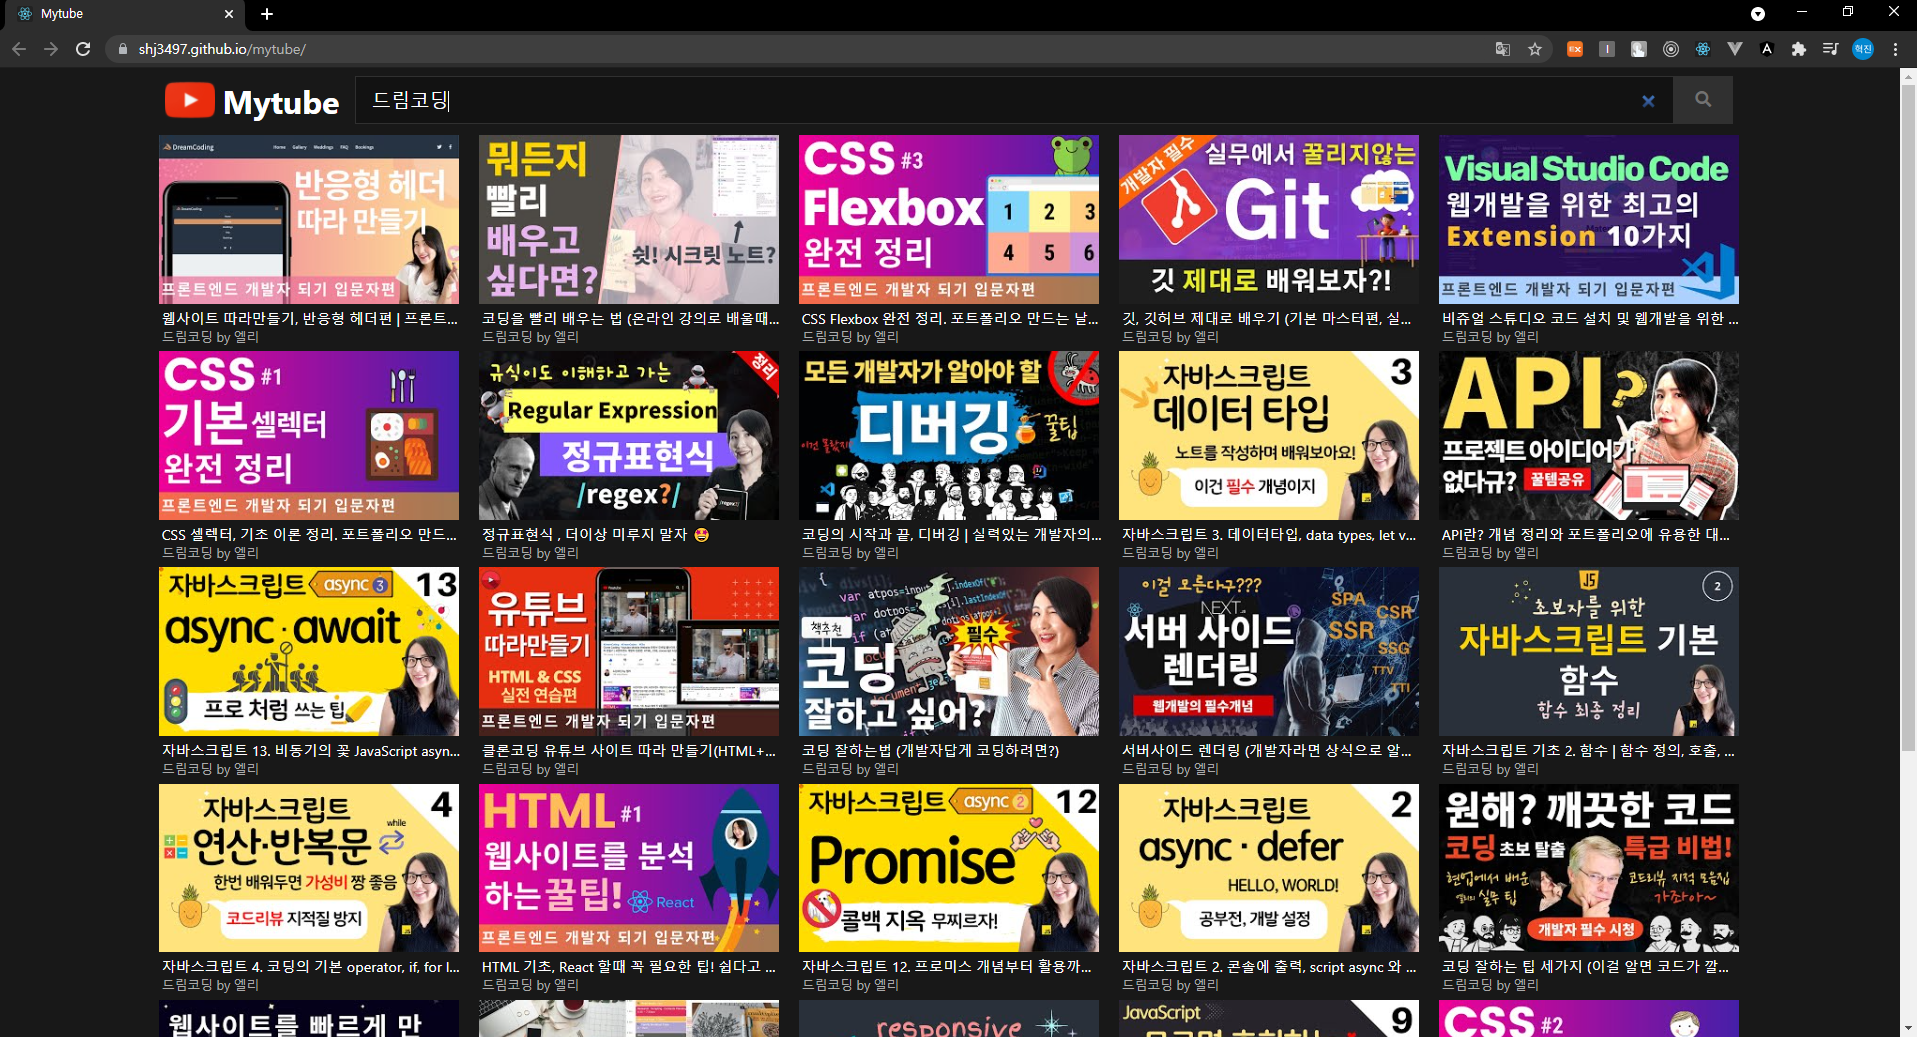 Mytube
shj3497.github.io/mytube/
혁진
Mytube
드림코딩
DreamCoding
Home Gallery Weddings FAQ Bookings
반응형 헤더
따라 만들기
프론트엔드 개발자 되기 입문자편
웹사이트 따라만들기, 반응형 헤더편 | 프론트...
드림코딩 by 엘리
뭐든지
빨리
배우고
싶다면?
쉿! 시크릿 노트?
코딩을 빨리 배우는 법 (온라인 강의로 배울때...
드림코딩 by 엘리
CSS #3
Flexbox
완전 정리
1 2 3
4 5 6
프론트엔드 개발자 되기 입문자편
CSS Flexbox 완전 정리. 포트폴리오 만드는 날...
드림코딩 by 엘리
개발자 필수
실무에서 꿀리지않는
Git
깃 제대로 배워보자?!
깃, 깃허브 제대로 배우기 (기본 마스터편, 실...
드림코딩 by 엘리
Visual Studio Code
웹개발을 위한 최고의
Extension 10가지
프론트엔드 개발자 되기 입문자편
비쥬얼 스튜디오 코드 설치 및 웹개발을 위한 ...
드림코딩 by 엘리
CSS #1
기본 셀렉터
완전 정리
프론트엔드 개발자 되기 입문자편
CSS 셀렉터, 기초 이론 정리. 포트폴리오 만드...
드림코딩 by 엘리
정리
규식이도 이해하고 가는
Regular Expression
정규표현식
/regex?/
정규표현식 , 더이상 미루지 말자 🤩
드림코딩 by 엘리
모든 개발자가 알아야 할
디버깅
이건 몰랐지
꿀팁
코딩의 시작과 끝, 디버깅 | 실력있는 개발자의...
드림코딩 by 엘리
자바스크립트 3
데이터 타입
노트를 작성하며 배워보아요!
이건 필수 개념이지
자바스크립트 3. 데이터타입, data types, let v...
드림코딩 by 엘리
API?
프로젝트 아이디어가
없다규? 꿀템공유
API란? 개념 정리와 포트폴리오에 유용한 대...
드림코딩 by 엘리
자바스크립트 async 3 13
async·await
프로 처럼 쓰는 팁
자바스크립트 13. 비동기의 꽃 JavaScript asyn...
드림코딩 by 엘리
유튜브
따라만들기
HTML & CSS
실전 연습편
프론트엔드 개발자 되기 입문자편
클론코딩 유튜브 사이트 따라 만들기(HTML+...
드림코딩 by 엘리
책추천
필수
코딩
잘하고 싶어?
코딩 잘하는법 (개발자답게 코딩하려면?)
드림코딩 by 엘리
이걸 모른다구???
NEXT.
서버 사이드
렌더링
SPA
CSR
SSR
SSG
TTV
TTI
웹개발의 필수개념
서버사이드 렌더링 (개발자라면 상식으로 알...
드림코딩 by 엘리
JS 2
초보자를 위한
자바스크립트 기본
함수
함수 최종 정리
자바스크립트 기초 2. 함수 | 함수 정의, 호출, ...
드림코딩 by 엘리
자바스크립트 4
연산·반복문
while
한번 배워두면 가성비 짱 좋음
코드리뷰 지적질 방지
자바스크립트 4. 코딩의 기본 operator, if, for l...
드림코딩 by 엘리
HTML #1
웹사이트를 분석
하는 꿀팁!
React
프론트엔드 개발자 되기 입문자편
HTML 기초, React 할때 꼭 필요한 팁! 쉽다고 ...
드림코딩 by 엘리
자바스크립트 async 2 12
Promise
콜백 지옥 무찌르자!
자바스크립트 12. 프로미스 개념부터 활용까...
드림코딩 by 엘리
자바스크립트 2
async · defer
HELLO, WORLD!
공부전, 개발 설정
자바스크립트 2. 콘솔에 출력, script async 와 ...
드림코딩 by 엘리
원해? 깨끗한 코드
코딩 초보 탈출 특급 비법!
현업에서 배운
엘리의 실무 팁
코드리뷰 지적 모음집
가좌아~
개발자 필수 시청
코딩 잘하는 팁 세가지 (이걸 알면 코드가 깔...
드림코딩 by 엘리
웹사이트를 빠르게 만
responsive
JavaScript 9
CSS #2